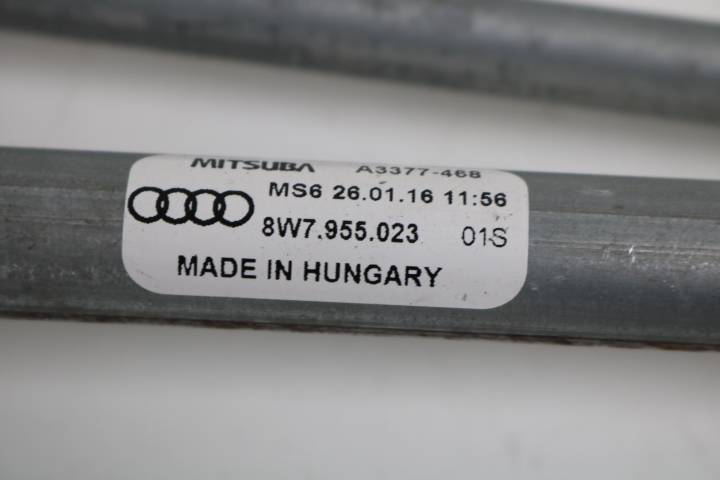 MITSUBA A3377-468
MS6 26.01.16 11:56
8W7.955.023 01S
MADE IN HUNGARY